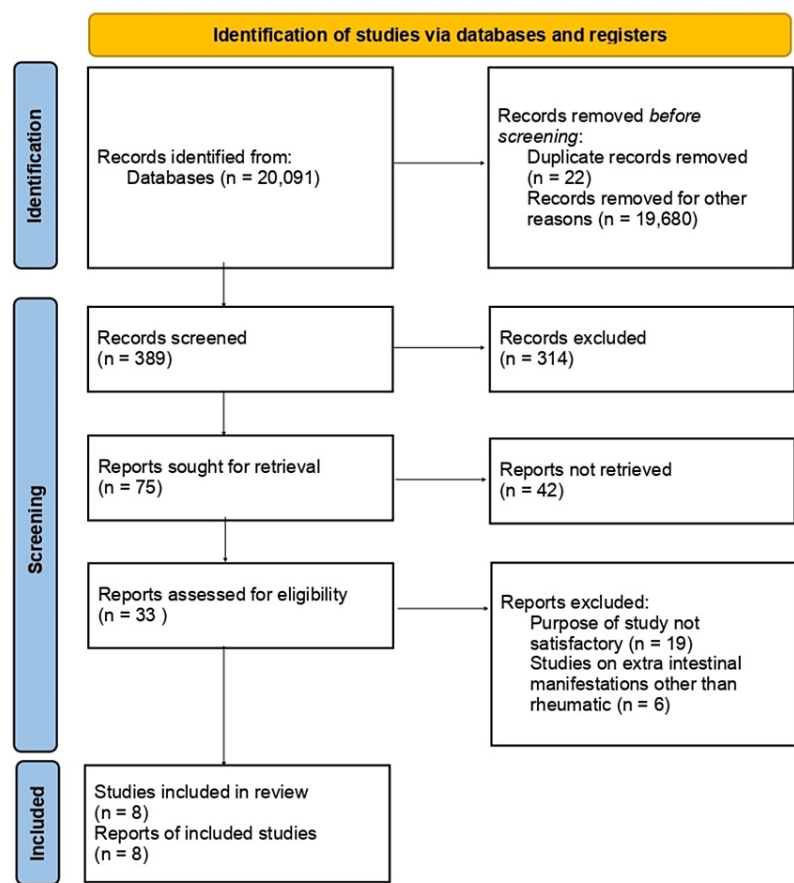 Identification of studies via databases and registers
Identification
Records identified from:
Databases (n = 20,091)
Records removed before
screening:
Duplicate records removed
(n = 22)
Records removed for other
reasons (n = 19,680)
Screening
Records screened
(n = 389)
Records excluded
(n = 314)
Reports sought for retrieval
(n = 75)
Reports not retrieved
(n = 42)
Reports assessed for eligibility
(n = 33 )
Reports excluded:
Purpose of study not
satisfactory (n = 19)
Studies on extra intestinal
manifestations other than
rheumatic (n = 6)
Included
Studies included in review
(n = 8)
Reports of included studies
(n = 8)